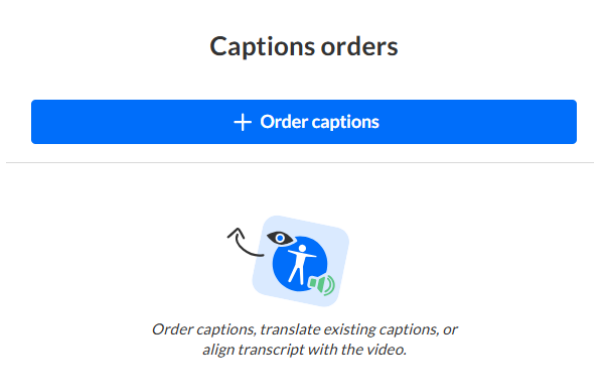 Captions orders
+ Order captions
Order captions, translate existing captions, or
align transcript with the video.